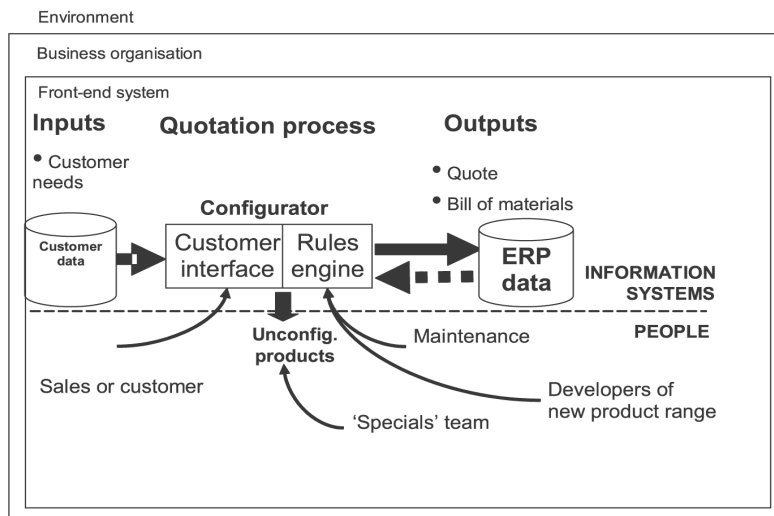 Environment
Business organisation
Front-end system
Inputs
Quotation process
Outputs
• Customer
needs
• Quote
• Bill of materials
Configurator
Customer
data
Customer
interface
Rules
engine
ERP
data
INFORMATION
SYSTEMS
PEOPLE
Unconfig.
products
Maintenance
Sales or customer
Developers of
new product range
‘Specials’ team